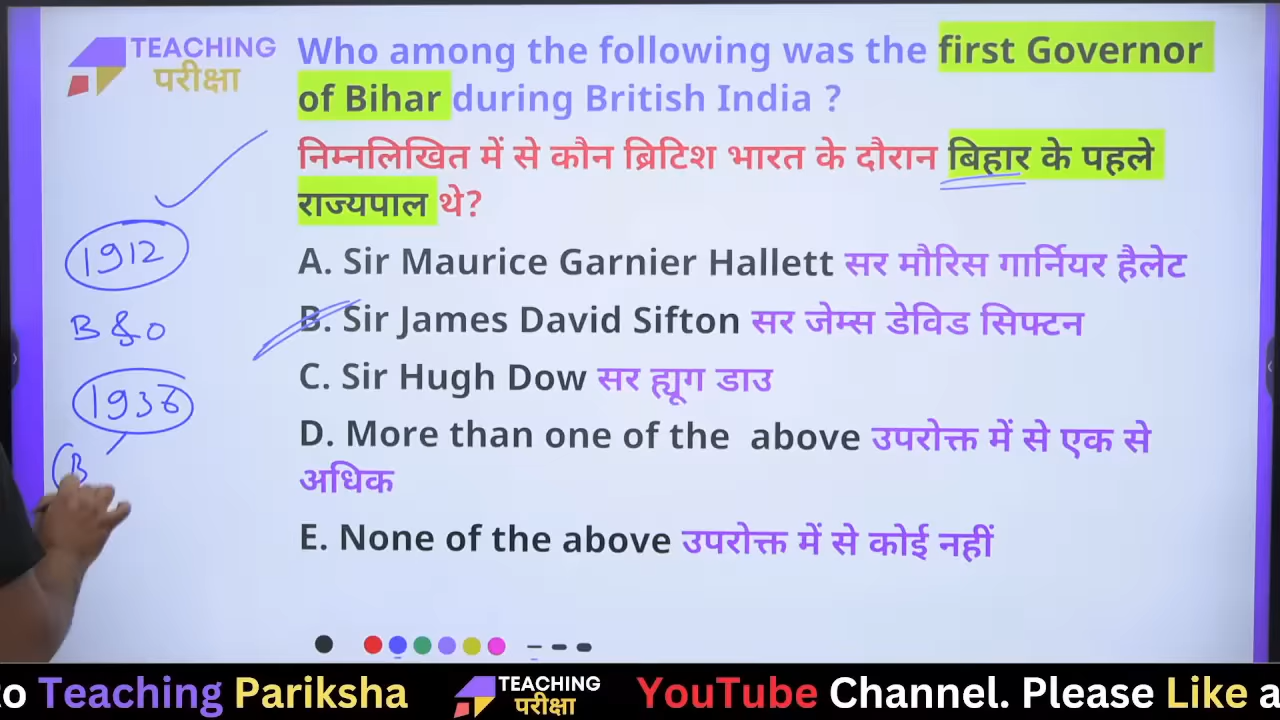 TEACHING
परीक्षा
Who among the following was the first Governor
of Bihar during British India ?
निम्नलिखित में से कौन ब्रिटिश भारत के दौरान बिहार के पहले
राज्यपाल थे?
1912
B & O
1936
B
A. Sir Maurice Garnier Hallett सर मौरिस गार्नियर हैलेट
B. Sir James David Sifton सर जेम्स डेविड सिफ्टन
C. Sir Hugh Dow सर ह्यूग डाउ
D. More than one of the above उपरोक्त में से एक से
अधिक
E. None of the above उपरोक्त में से कोई नहीं
to Teaching Pariksha TEACHING परीक्षा YouTube Channel. Please Like a